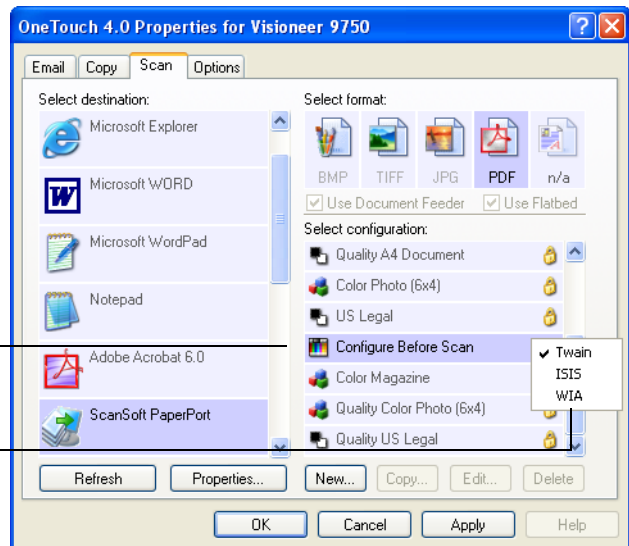 OneTouch 4.0 Properties for Visioneer 9750
Email Copy Scan Options
Select destination:
Microsoft Explorer
Microsoft WORD
Microsoft WordPad
Notepad
Adobe Acrobat 6.0
ScanSoft PaperPort
Refresh Properties...
Select format:
BMP TIFF JPG PDF n/a
Use Document Feeder Use Flatbed
Select configuration:
Quality A4 Document
Color Photo (6x4)
US Legal
Configure Before Scan
Color Magazine
Quality Color Photo (6x4)
Quality US Legal
Twain
ISIS
WIA
New... Copy... Edit... Delete
OK Cancel Apply Help